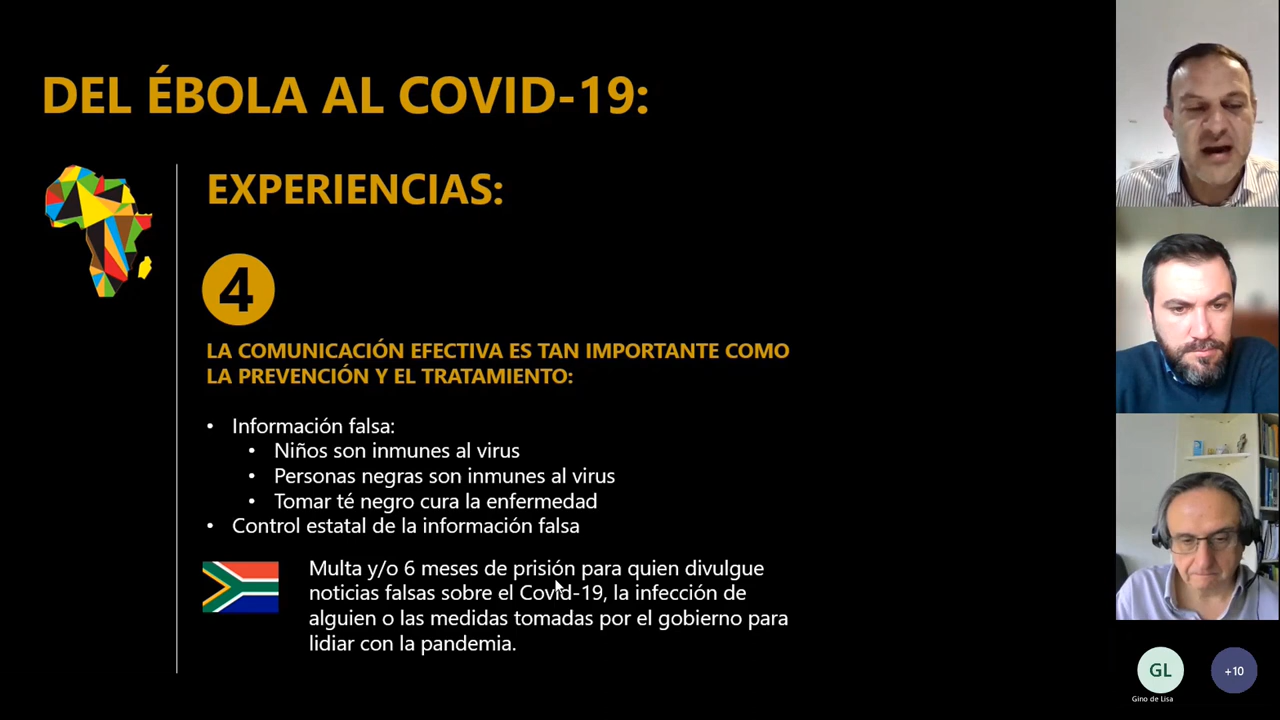 DEL ÉBOLA AL COVID-19:
EXPERIENCIAS:
4
LA COMUNICACIÓN EFECTIVA ES TAN IMPORTANTE COMO
LA PREVENCIÓN Y EL TRATAMIENTO:
• Información falsa:
• Niños son inmunes al virus
• Personas negras son inmunes al virus
• Tomar té negro cura la enfermedad
• Control estatal de la información falsa
Multa y/o 6 meses de prisión para quien divulgue
noticias falsas sobre el Covid-19, la infección de
alguien o las medidas tomadas por el gobierno para
lidiar con la pandemia.
GL
Gino de Lisa
+10